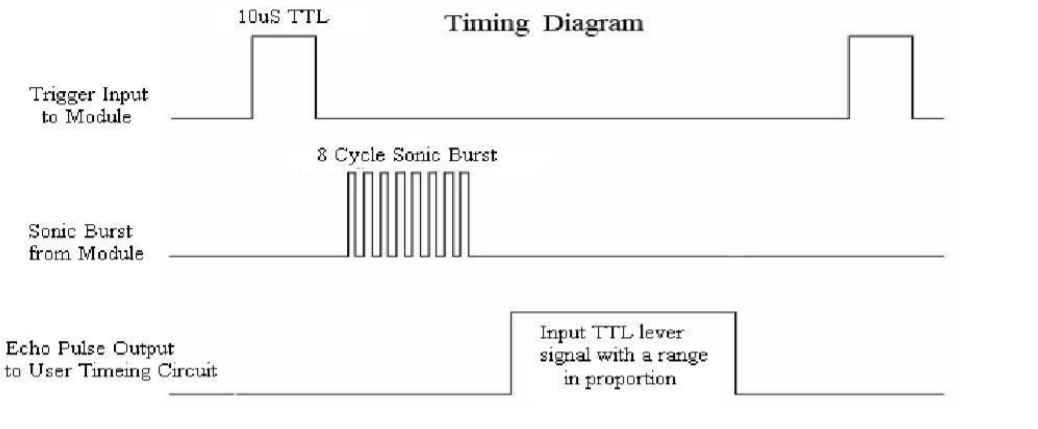 10uS TTL
Timing Diagram
Trigger Input
to Module
8 Cycle Sonic Burst
Sonic Burst
from Module
Echo Pulse Output
to User Timeing Circuit
Input TTL lever
signal with a range
in proportion